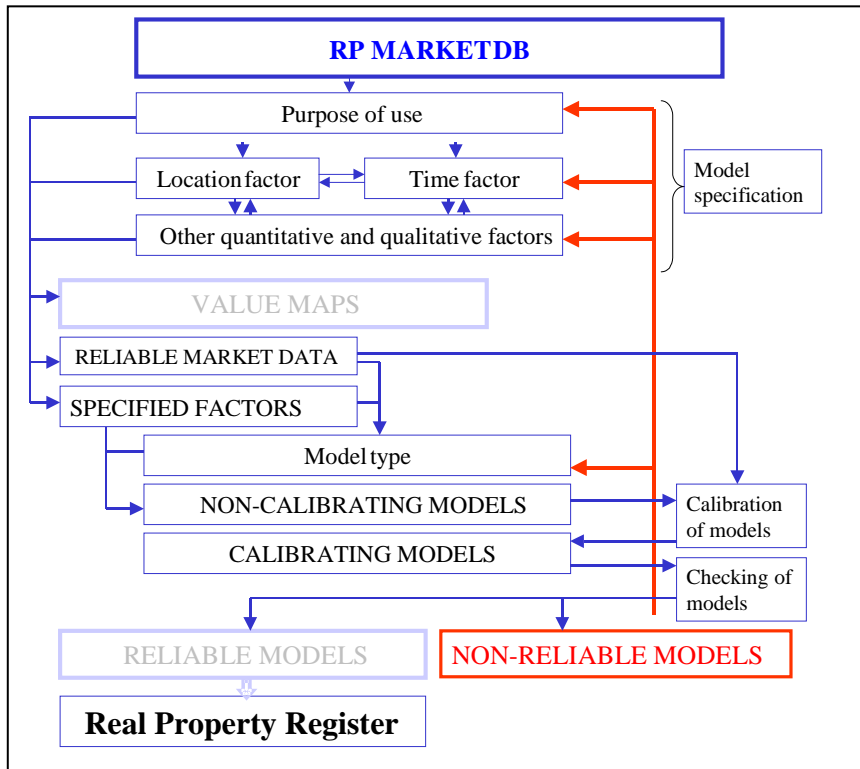 RP MARKETDB
Purpose of use
Location factor
Time factor
Model
specification
Other quantitative and qualitative factors
VALUE MAPS
RELIABLE MARKET DATA
SPECIFIED FACTORS
Model type
NON-CALIBRATING MODELS
Calibration
of models
CALIBRATING MODELS
Checking of
models
RELIABLE MODELS
NON-RELIABLE MODELS
Real Property Register